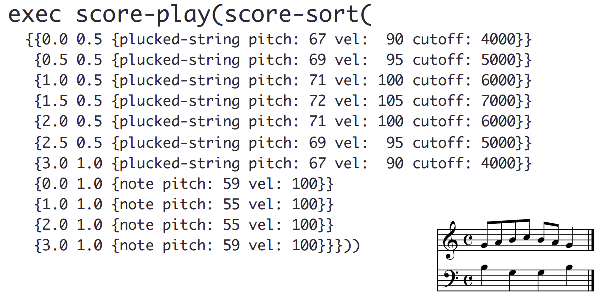 exec score-play(score-sort(
{{0.0 0.5 {plucked-string pitch: 67 vel:  90 cutoff: 4000}}
{0.5 0.5 {plucked-string pitch: 69 vel:  95 cutoff: 5000}}
{1.0 0.5 {plucked-string pitch: 71 vel: 100 cutoff: 6000}}
{1.5 0.5 {plucked-string pitch: 72 vel: 105 cutoff: 7000}}
{2.0 0.5 {plucked-string pitch: 71 vel: 100 cutoff: 6000}}
{2.5 0.5 {plucked-string pitch: 69 vel:  95 cutoff: 5000}}
{3.0 1.0 {plucked-string pitch: 67 vel:  90 cutoff: 4000}}
{0.0 1.0 {note pitch: 59 vel: 100}}
{1.0 1.0 {note pitch: 55 vel: 100}}
{2.0 1.0 {note pitch: 55 vel: 100}}
{3.0 1.0 {note pitch: 59 vel: 100}}}))